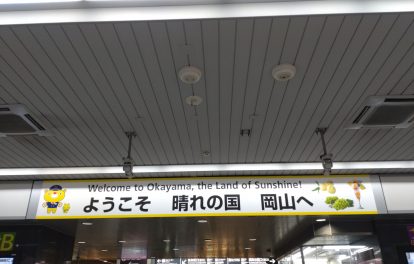 Welcome to Okayama, the Land of Sunshine!
ようこそ　晴れの国　岡山へ
B